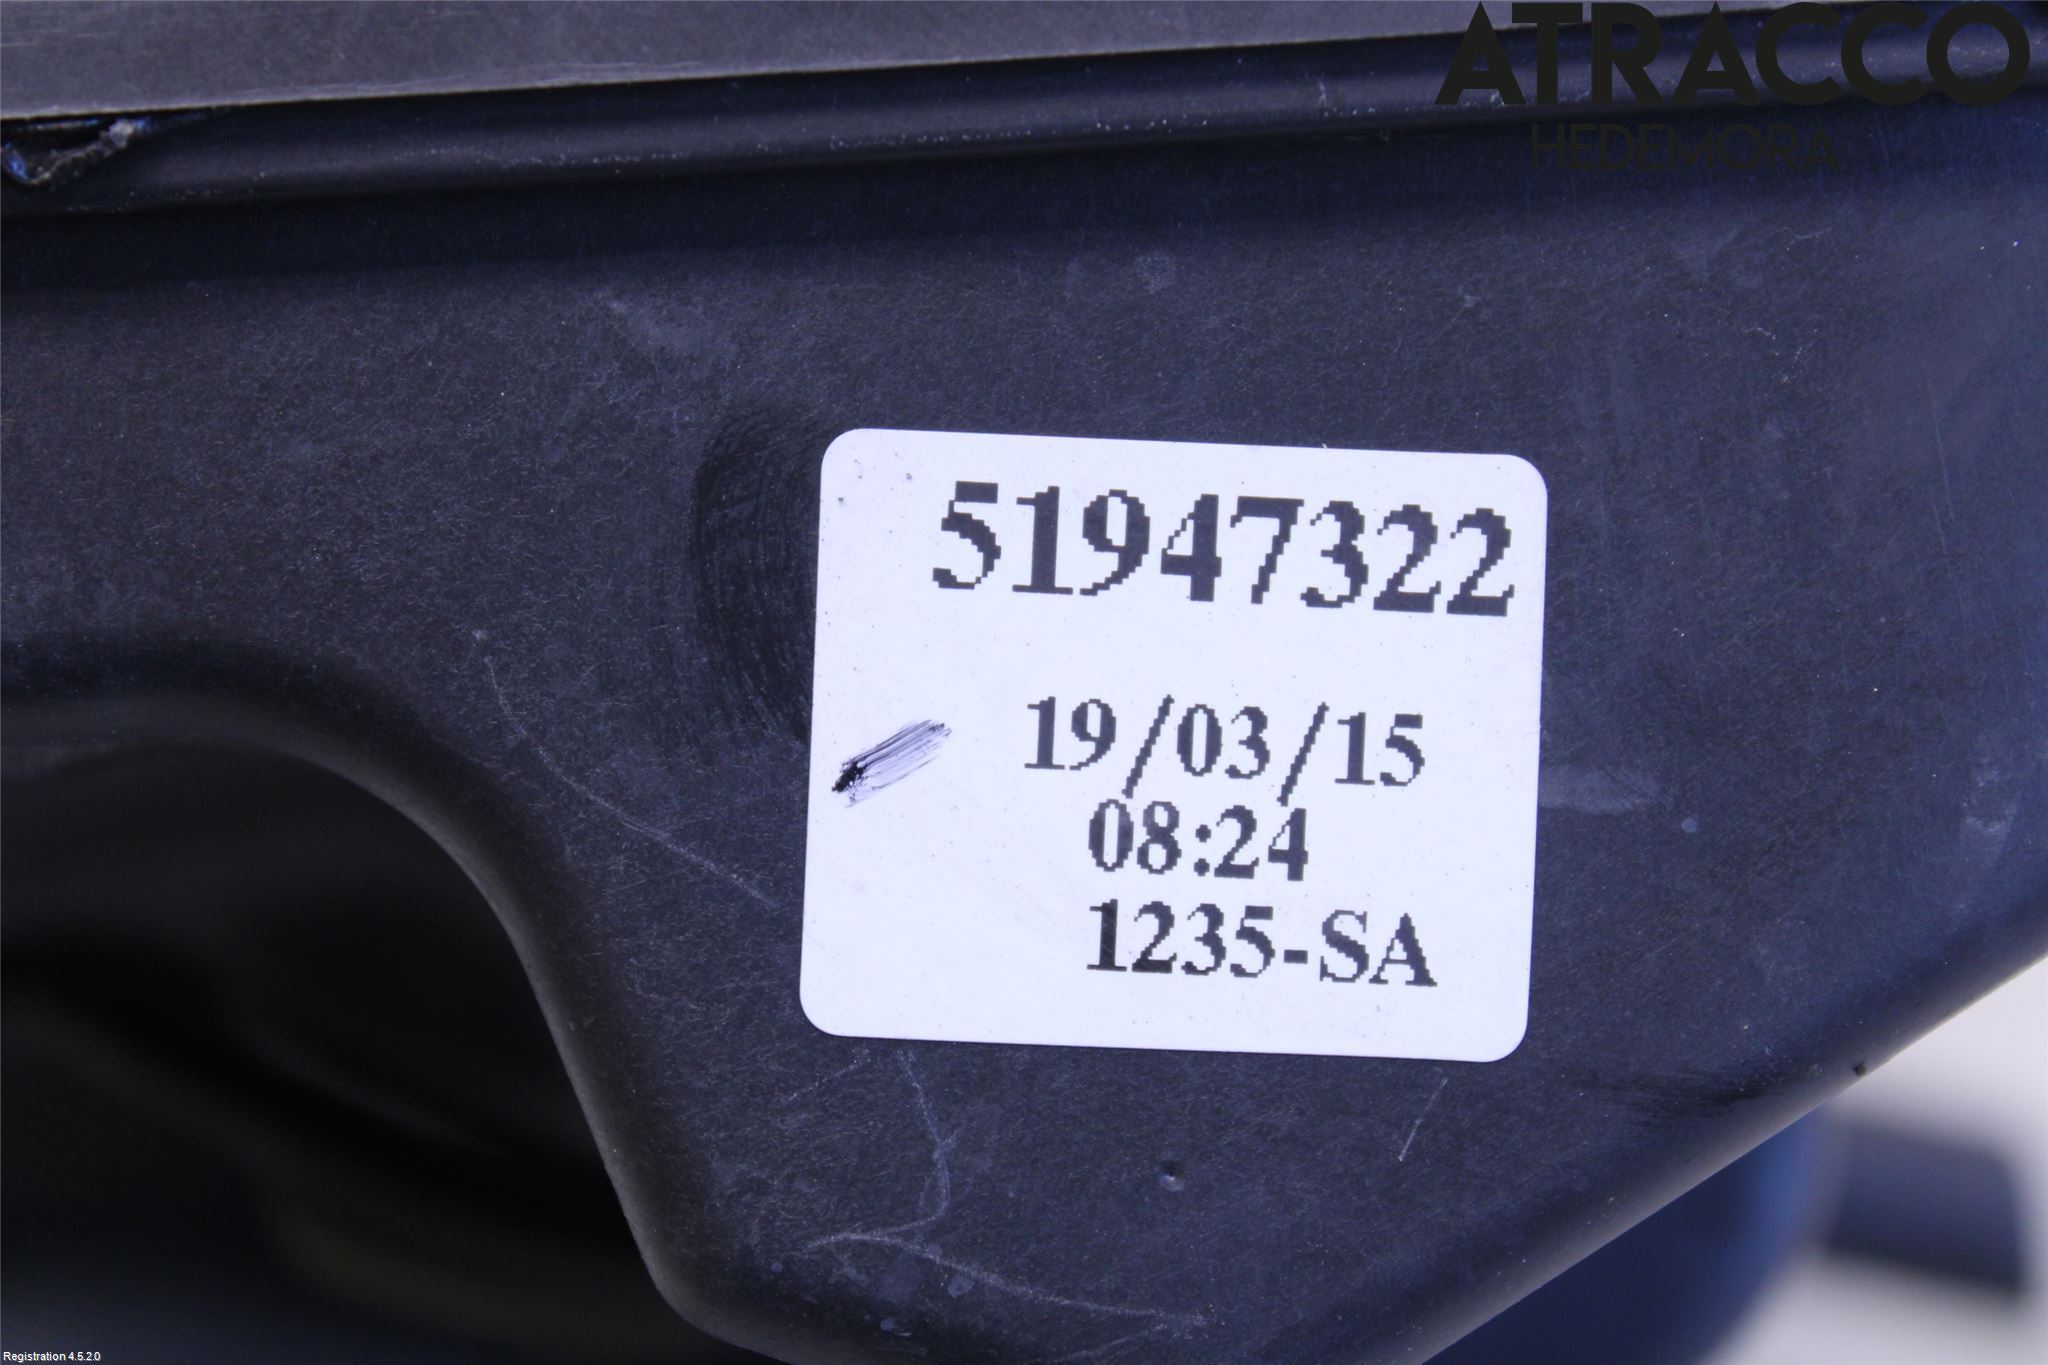 ATRACCO
HEDEMORA
51947322
19/03/15
08:24
1235-SA
Registration 4.5.2.0